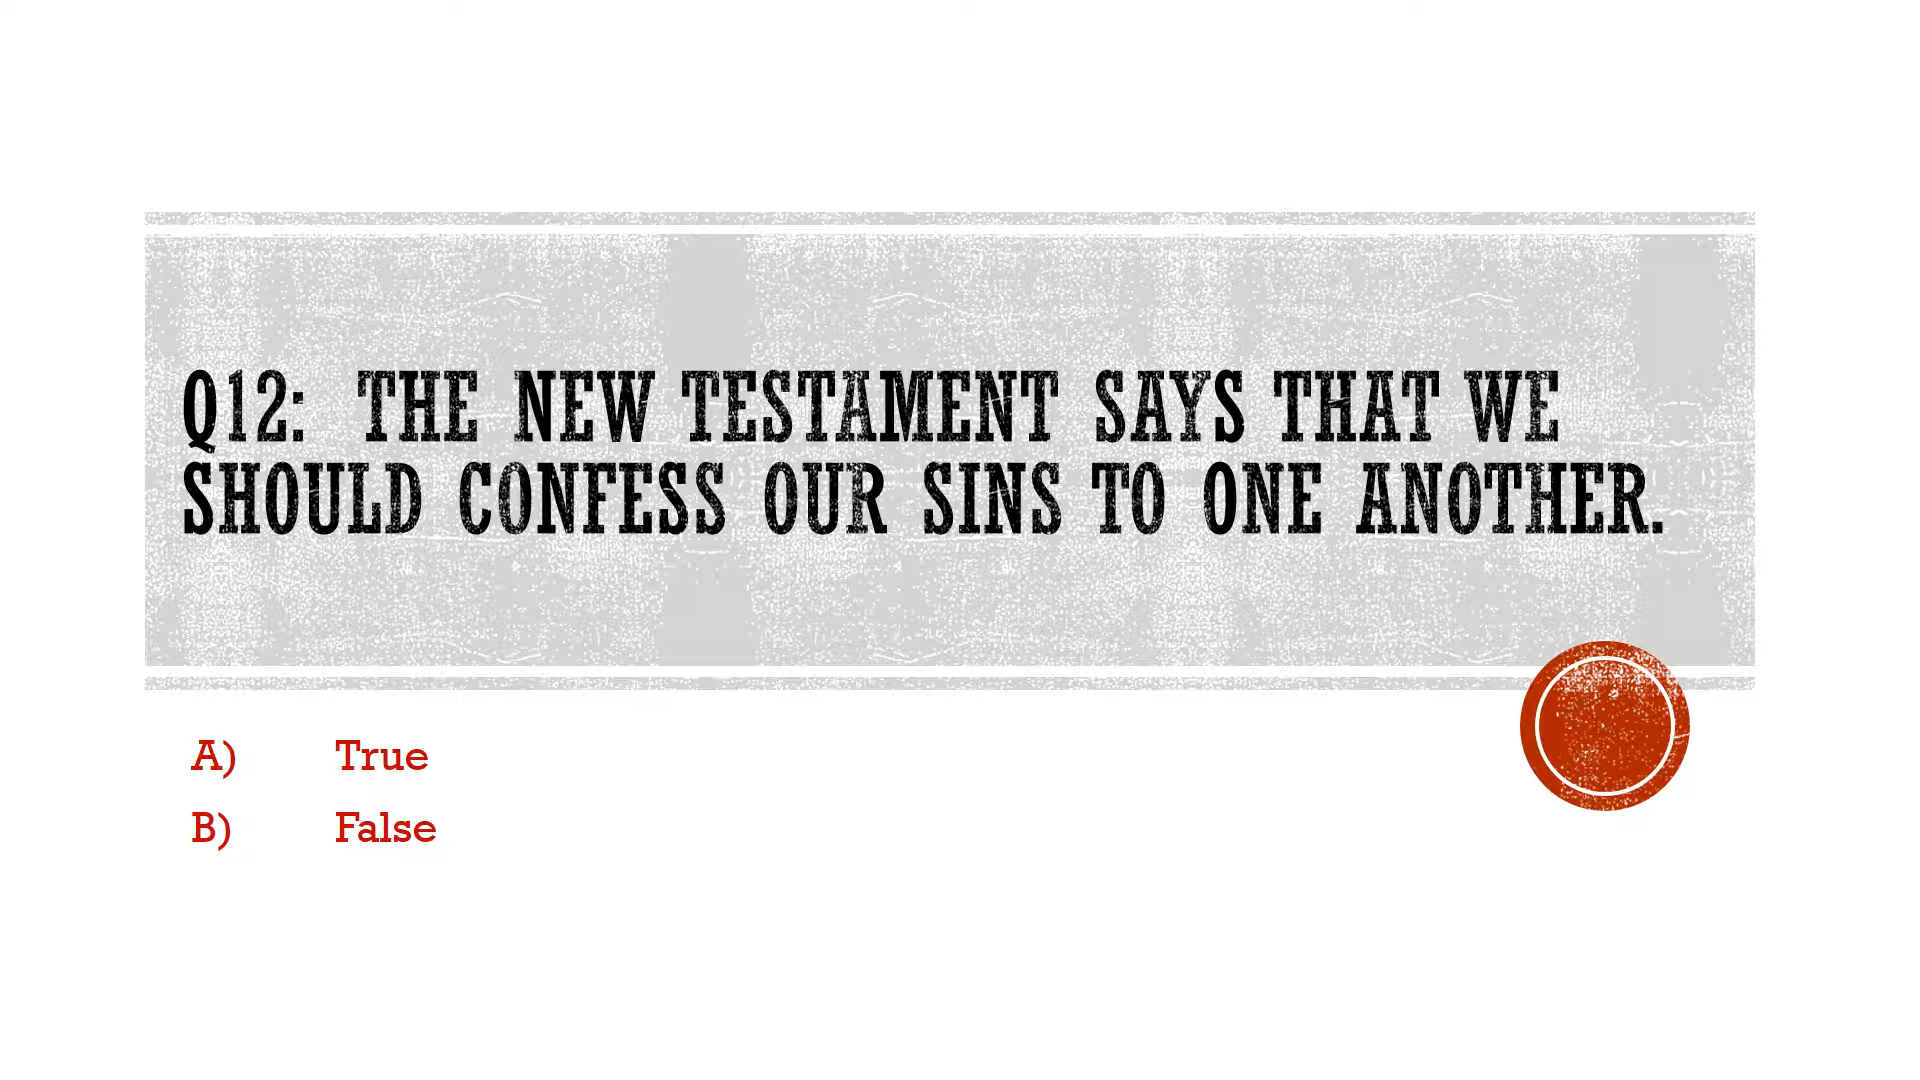 Q12: THE NEW TESTAMENT SAYS THAT WE
SHOULD CONFESS OUR SINS TO ONE ANOTHER.
A) True
B) False